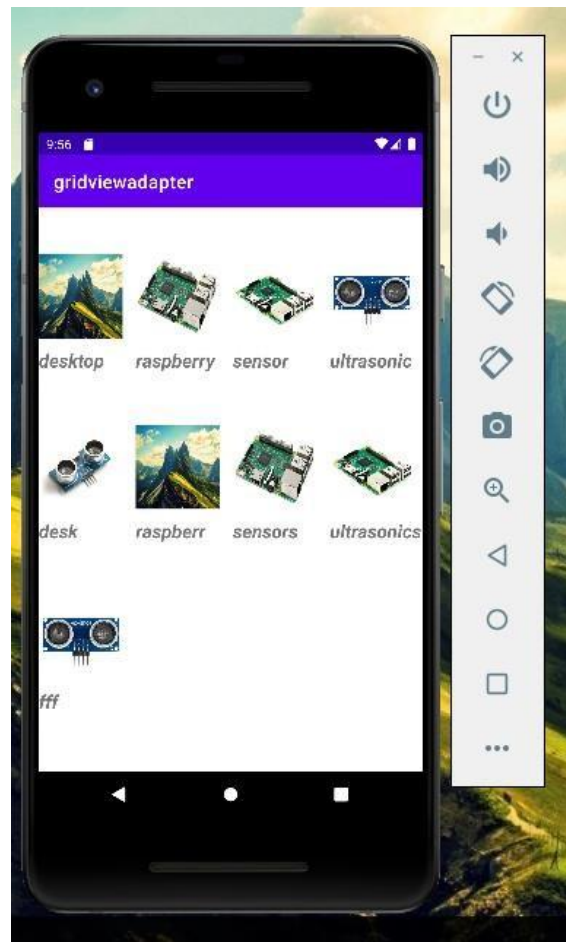 9:56
gridviewadapter
desktop raspberry sensor ultrasonic
desk raspberr sensors ultrasonics
fff